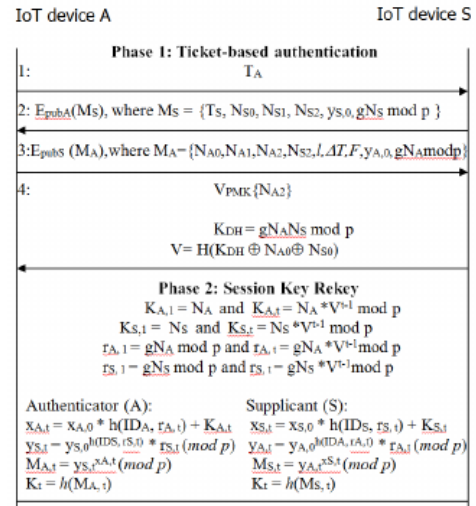 IoT device A
IoT device S
Phase 1: Ticket-based authentication
1: TA
2: EpubA(MS), where MS = {TS, NS0, NS1, NS2, yS,0, gNS mod p }
3:EpubS (MA),where MA={NA0,NA1,NA2,NS2,l,ΔT,F,yA,0, gNAmodp}
4: VPMK{NA2}
KDH = gNANS mod p
V= H(KDH ⊕ NA0⊕ NS0)
Phase 2: Session Key Rekey
KA,1 = NA and KA,t = NA *Vt-1 mod p
KS,1 = NS and KS,t = NS *Vt-1 mod p
rA, 1 = gNA mod p and rA, t = gNA *Vt-1mod p
rS, 1 = gNS mod p and rS, t = gNS *Vt-1mod p
Authenticator (A):
xA,t = xA,0 * h(IDA, rA, t) + KA,t
yS,t = yS,0h(IDS, rS,t) * rS,t (mod p)
MA,t = yS,txA,t (mod p)
Kt = h(MA, t)
Supplicant (S):
xS,t = xS,0 * h(IDS, rS, t) + KS,t
yA,t = yA,0h(IDA, rA,t) * rA,t (mod p)
MS,t = yA,txS,t (mod p)
Kt = h(MS, t)